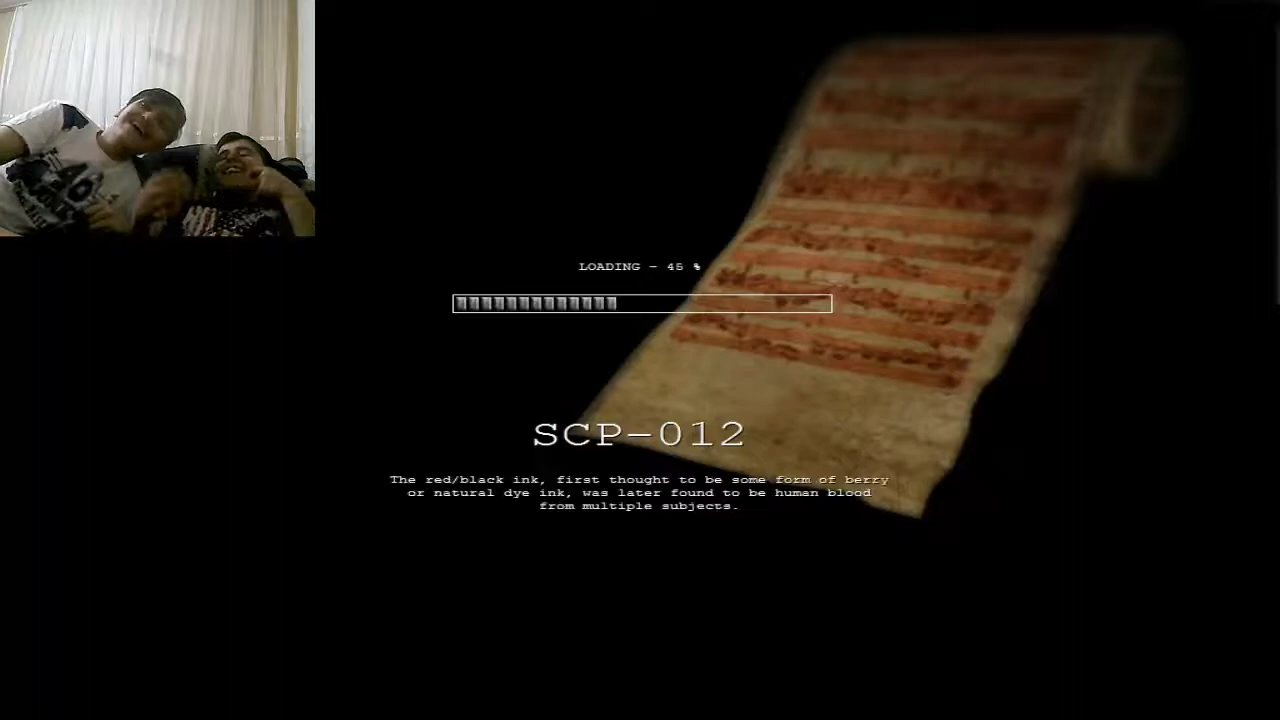 LOADING - 45 %
SCP-012
The red/black ink, first thought to be some form of berry
or natural dye ink, was later found to be human blood
from multiple subjects.